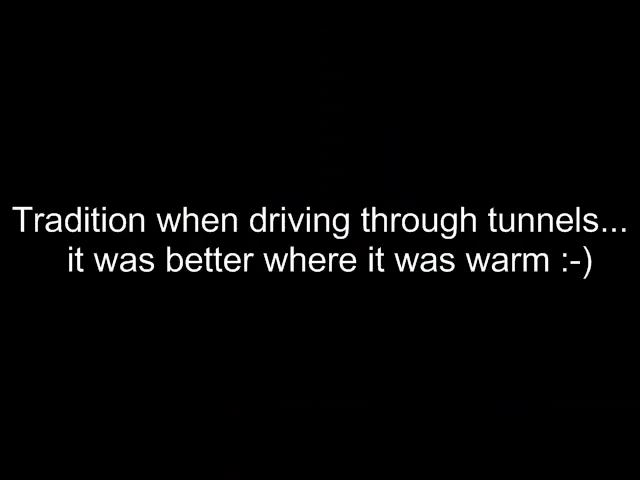 Tradition when driving through tunnels...
it was better where it was warm :-)